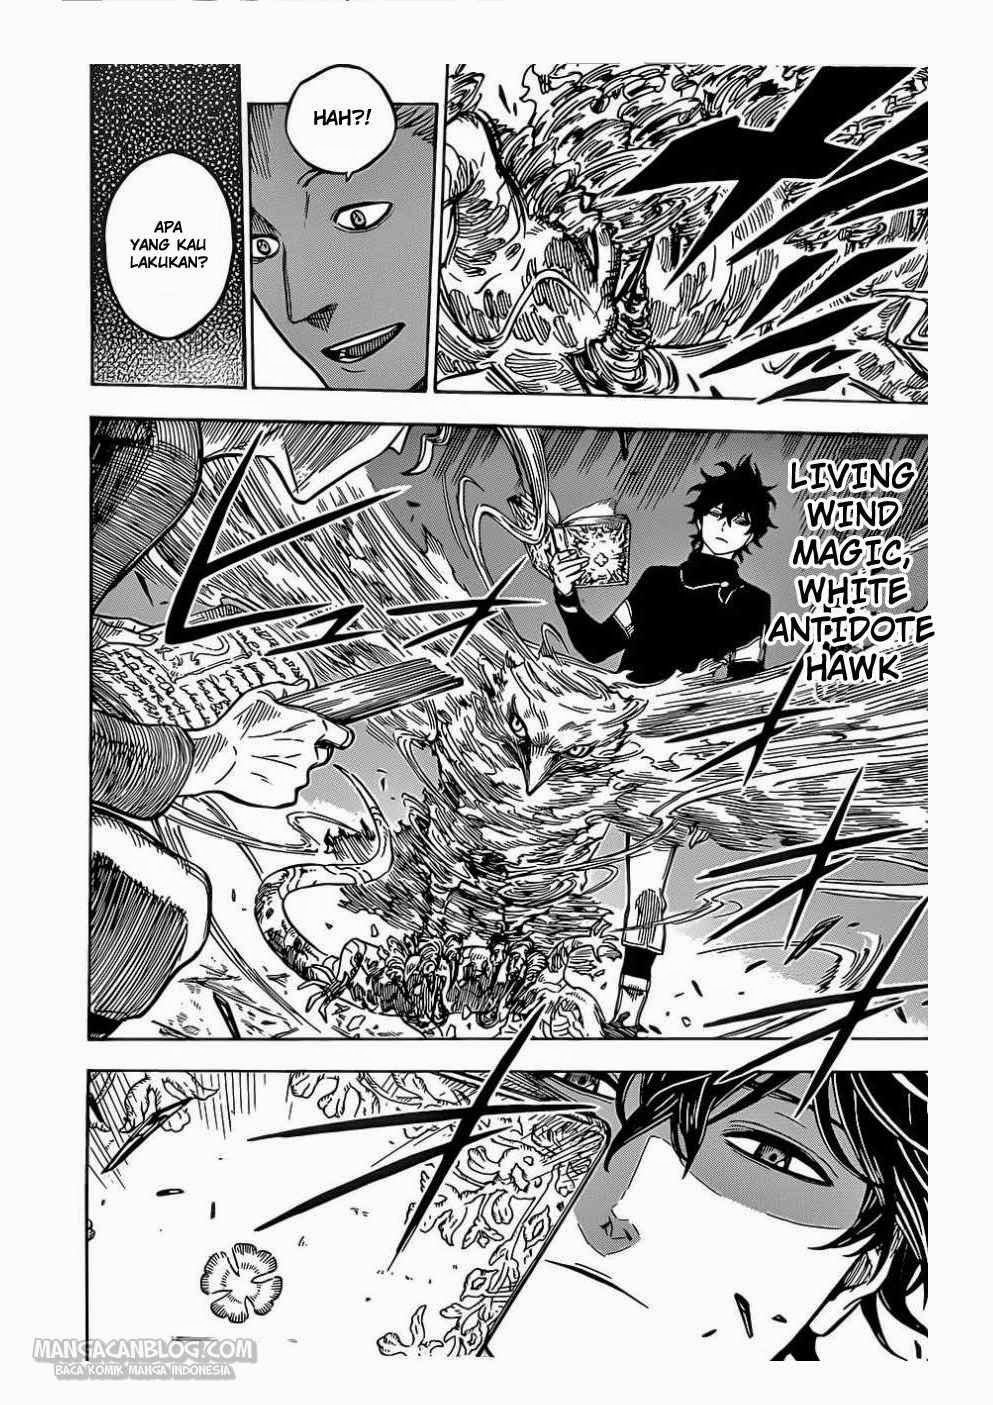 HAH?!
APA
YANG KAU
LAKUKAN?
LIVING
WIND
MAGIC,
WHITE
ANTIDOTE
HAWK
MANGACANBLOG.COM
BACA KOMIK MANGA INDONESIA